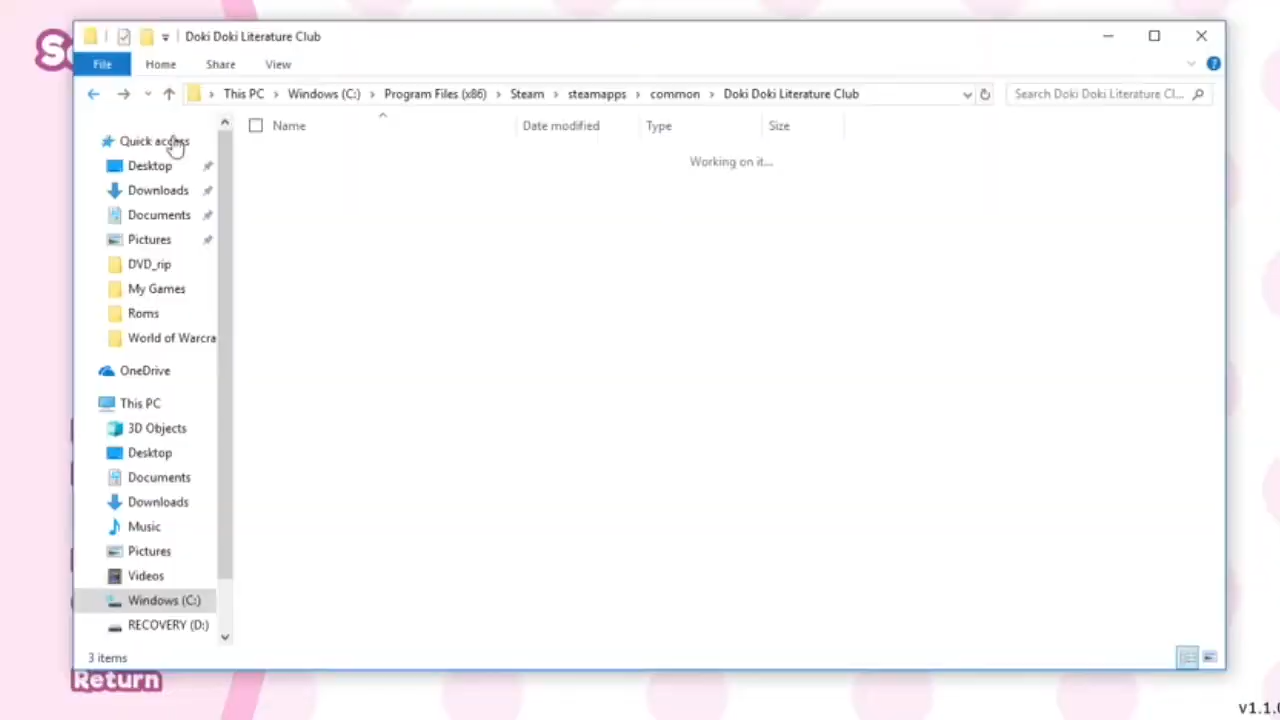 Doki Doki Literature Club
File Home Share View
This PC Windows (C:) Program Files (x86) Steam steamapps common Doki Doki Literature Club Search Doki Doki Literature Cl...
Name Date modified Type Size
Working on it...
Quick access
Desktop
Downloads
Documents
Pictures
DVD_rip
My Games
Roms
World of Warcra
OneDrive
This PC
3D Objects
Desktop
Documents
Downloads
Music
Pictures
Videos
Windows (C:)
RECOVERY (D:)
3 items
Return